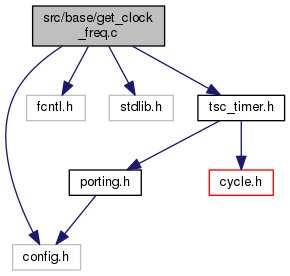 src/base/get_clock
_freq.c
fcntl.h
stdlib.h
tsc_timer.h
porting.h
cycle.h
config.h